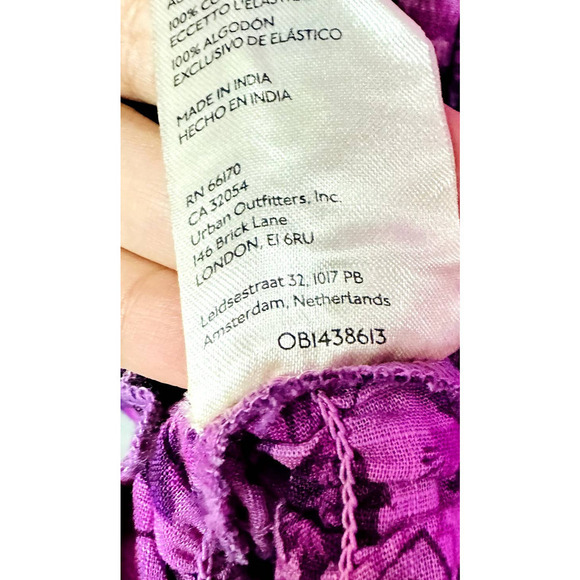 100% CO
ECCETTO L'ELAST
100% ALGODÓN
EXCLUSIVO DE ELÁSTICO
MADE IN INDIA
HECHO EN INDIA
RN 66170
CA 32054
Urban Outfitters, Inc.
146 Brick Lane
LONDON, E1 6RU
Leidsestraat 32, 1017 PB
Amsterdam, Netherlands
OB1438613